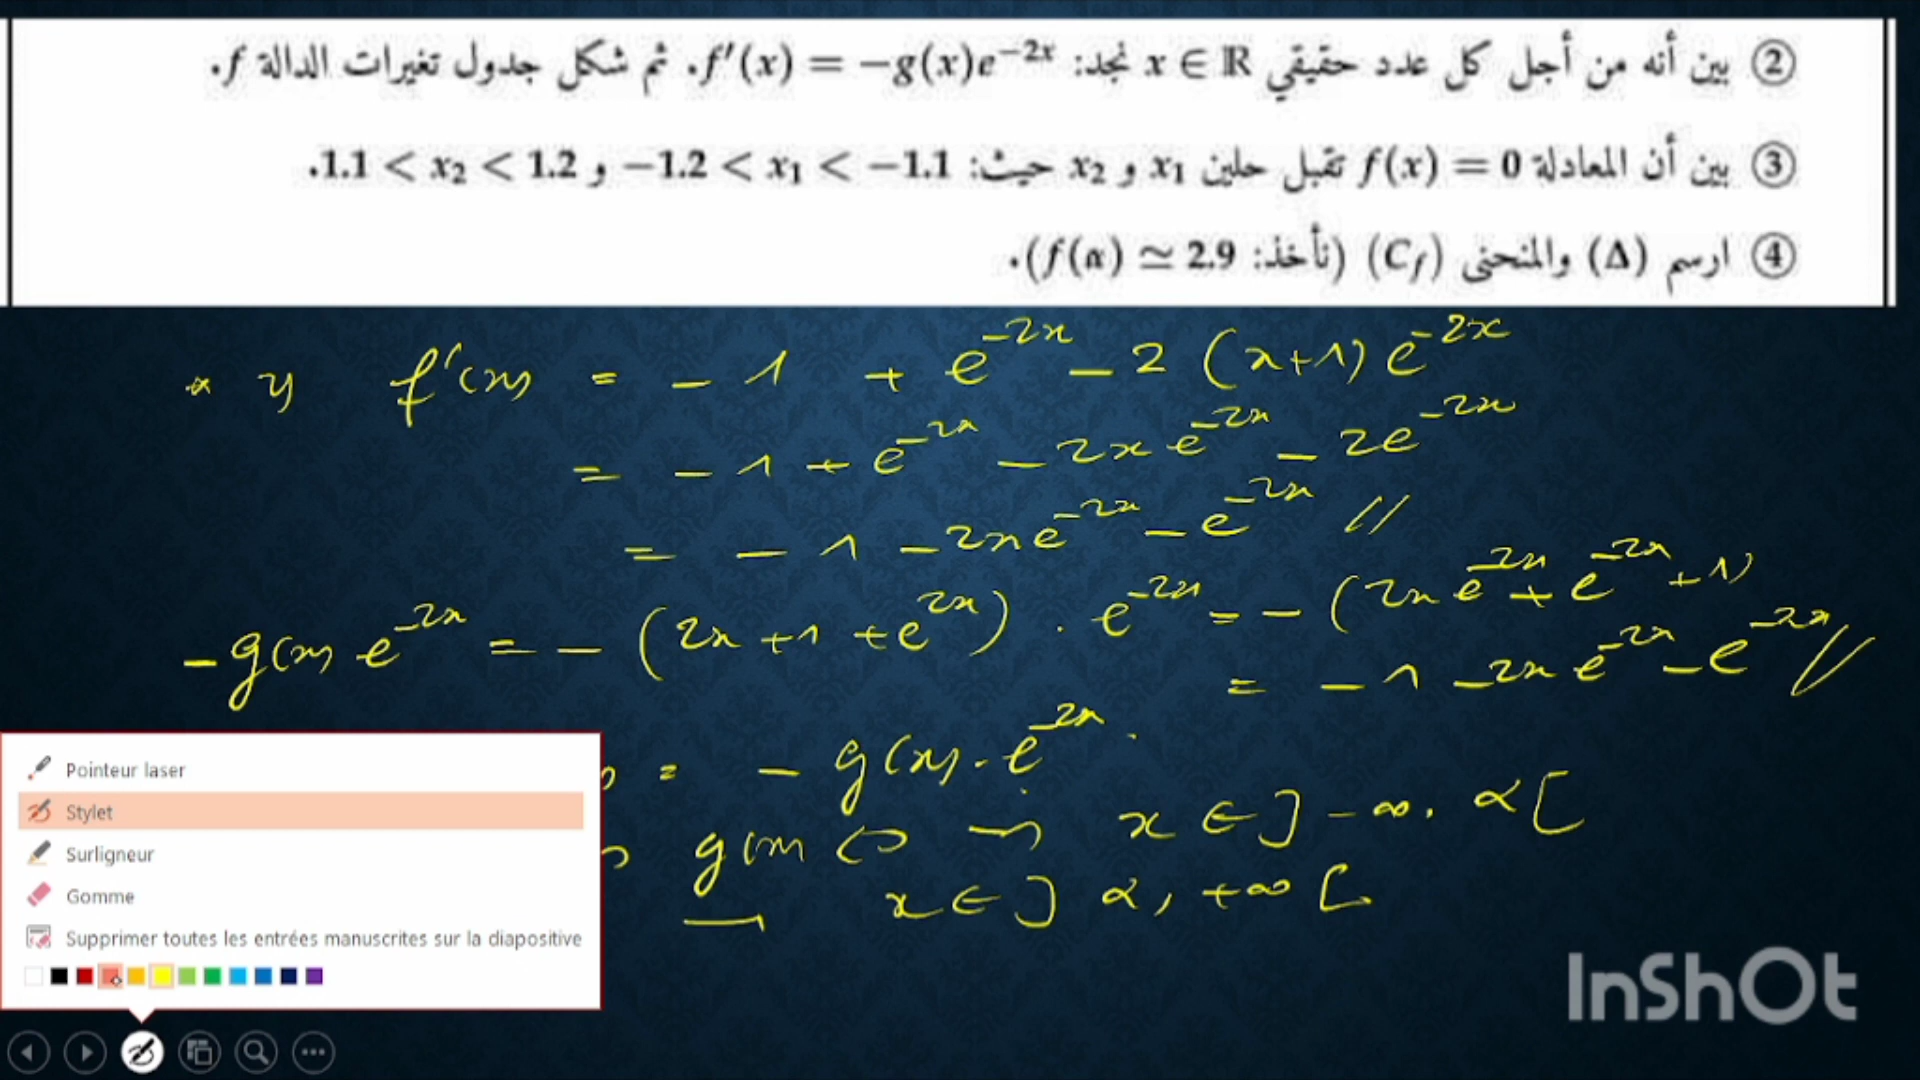 ② بين أنه من أجل كل عدد حقيقي x ∈ ℝ نجد: f'(x) = −g(x)e^{−2x}. ثم شكل جدول تغيرات الدالة f.
③ بين أن المعادلة f(x) = 0 تقبل حلين x₁ و x₂ حيث: −1.2 < x₁ < −1.1 و 1.1 < x₂ < 1.2.
④ ارسم (Δ) والمنحنى (C_f) (نأخذ: f(α) ≃ 2.9).
f'(x) = −1 + e^{−2x} − 2(x+1)e^{−2x}
= −1 + e^{−2x} − 2x e^{−2x} − 2e^{−2x}
= −1 − 2x e^{−2x} − e^{−2x} //
−g(x) e^{−2x} = −(2x + 1 + e^{2x}) · e^{−2x} = −(2x e^{−2x} + e^{−2x} + 1)
= −1 − 2x e^{−2x} − e^{−2x} //
= −g(x) · e^{−2x}
g(x) x ∈ ]−∞, α[
x ∈ ]α, +∞[
Pointeur laser
Stylet
Surligneur
Gomme
Supprimer toutes les entrées manuscrites sur la diapositive
InShOt